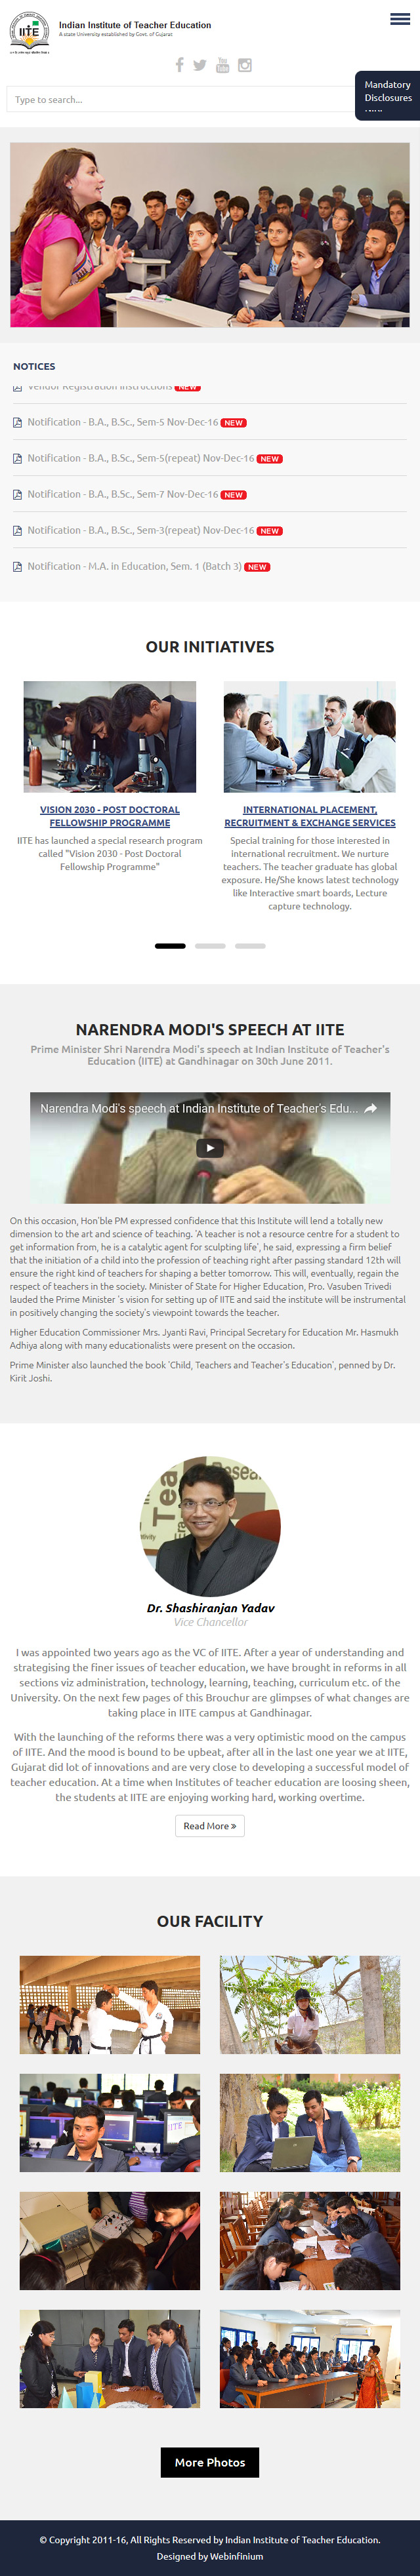 IITE
Indian Institute of Teacher Education
A state University established by Govt. of Gujarat
You Tube
Type to search...
Mandatory
Disclosures
NOTICES
Vendor Registration Instructions NEW
Notification - B.A., B.Sc., Sem-5 Nov-Dec-16 NEW
Notification - B.A., B.Sc., Sem-5(repeat) Nov-Dec-16 NEW
Notification - B.A., B.Sc., Sem-7 Nov-Dec-16 NEW
Notification - B.A., B.Sc., Sem-3(repeat) Nov-Dec-16 NEW
Notification - M.A. in Education, Sem. 1 (Batch 3) NEW
OUR INITIATIVES
VISION 2030 - POST DOCTORAL
FELLOWSHIP PROGRAMME
IITE has launched a special research program
called "Vision 2030 - Post Doctoral
Fellowship Programme"
INTERNATIONAL PLACEMENT,
RECRUITMENT & EXCHANGE SERVICES
Special training for those interested in
international recruitment. We nurture
teachers. The teacher graduate has global
exposure. He/She knows latest technology
like Interactive smart boards, Lecture
capture technology.
NARENDRA MODI'S SPEECH AT IITE
Prime Minister Shri Narendra Modi's speech at Indian Institute of Teacher's
Education (IITE) at Gandhinagar on 30th June 2011.
Narendra Modi's speech at Indian Institute of Teacher's Edu...
On this occasion, Hon'ble PM expressed confidence that this Institute will lend a totally new
dimension to the art and science of teaching. 'A teacher is not a resource centre for a student to
get information from, he is a catalytic agent for sculpting life', he said, expressing a firm belief
that the initiation of a child into the profession of teaching right after passing standard 12th will
ensure the right kind of teachers for shaping a better tomorrow. This will, eventually, regain the
respect of teachers in the society. Minister of State for Higher Education, Pro. Vasuben Trivedi
lauded the Prime Minister 's vision for setting up of IITE and said the institute will be instrumental
in positively changing the society's viewpoint towards the teacher.
Higher Education Commissioner Mrs. Jyanti Ravi, Principal Secretary for Education Mr. Hasmukh
Adhiya along with many educationalists were present on the occasion.
Prime Minister also launched the book 'Child, Teachers and Teacher's Education', penned by Dr.
Kirit Joshi.
Dr. Shashiranjan Yadav
Vice Chancellor
I was appointed two years ago as the VC of IITE. After a year of understanding and
strategising the finer issues of teacher education, we have brought in reforms in all
sections viz administration, technology, learning, teaching, curriculum etc. of the
University. On the next few pages of this Brouchur are glimpses of what changes are
taking place in IITE campus at Gandhinagar.
With the launching of the reforms there was a very optimistic mood on the campus
of IITE. And the mood is bound to be upbeat, after all in the last one year we at IITE,
Gujarat did lot of innovations and are very close to developing a successful model of
teacher education. At a time when Institutes of teacher education are loosing sheen,
the students at IITE are enjoying working hard, working overtime.
Read More »
OUR FACILITY
More Photos
© Copyright 2011-16, All Rights Reserved by Indian Institute of Teacher Education.
Designed by Webinfinium